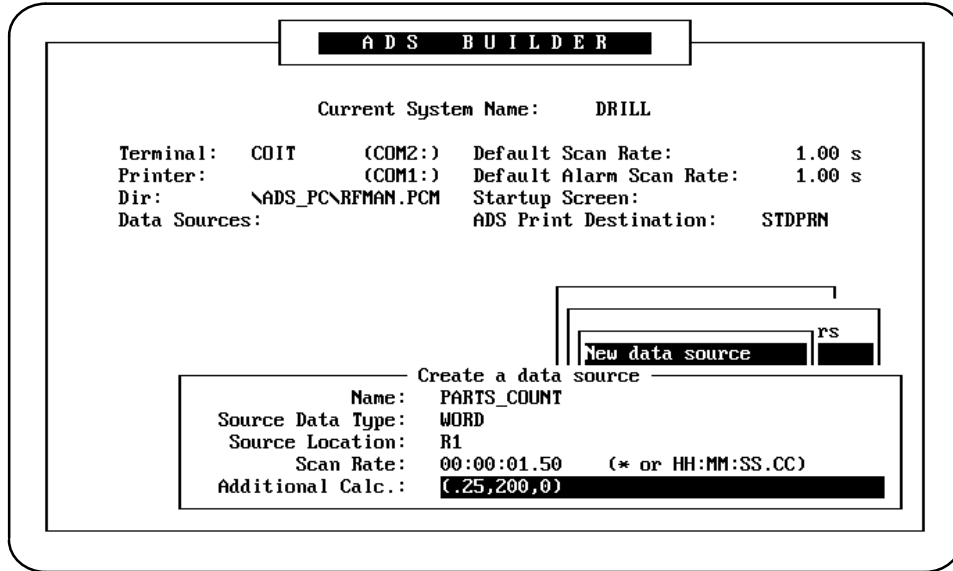 ADS BUILDER
Current System Name: DRILL
Terminal: COIT (COM2:) Default Scan Rate: 1.00 s
Printer: (COM1:) Default Alarm Scan Rate: 1.00 s
Dir: \ADS_PC\RFMAN.PCM Startup Screen:
Data Sources: ADS Print Destination: STDPRN
rs
New data source
Create a data source
Name: PARTS_COUNT
Source Data Type: WORD
Source Location: R1
Scan Rate: 00:00:01.50 (* or HH:MM:SS.CC)
Additional Calc.: (.25,200,0)